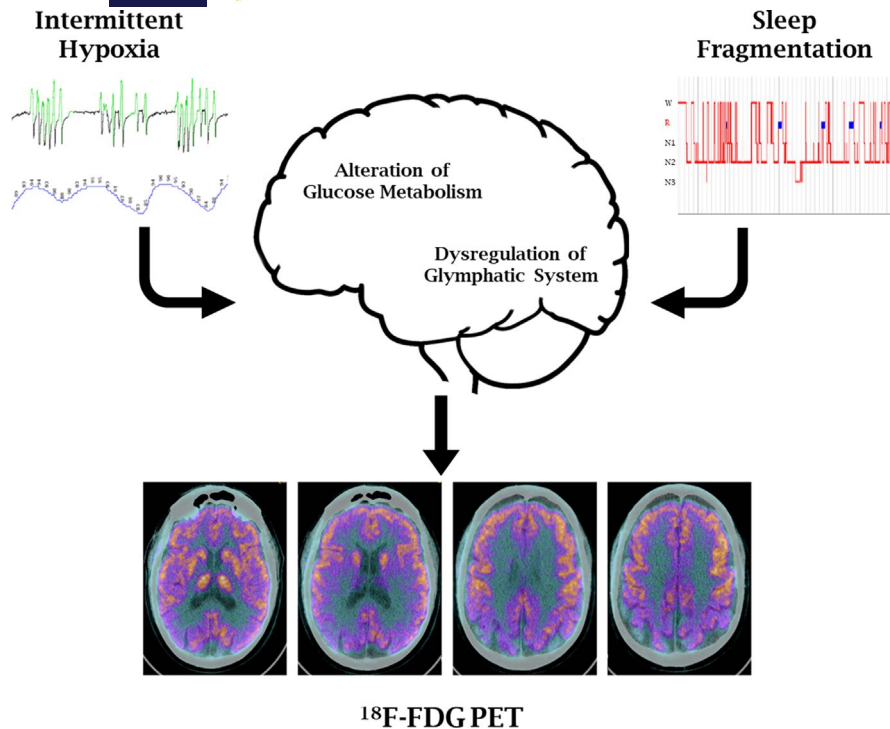 Intermittent
Hypoxia
Sleep
Fragmentation
W
R
N1
N2
N3
Alteration of
Glucose Metabolism
Dysregulation of
Glymphatic System
18F-FDG PET